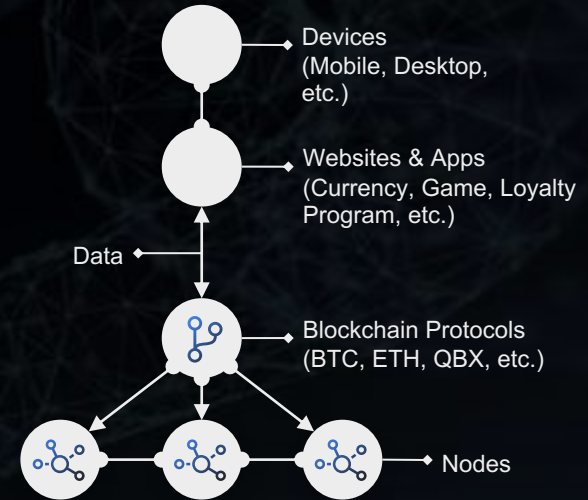 Devices
(Mobile, Desktop,
etc.)
Websites & Apps
(Currency, Game, Loyalty
Program, etc.)
Data
Blockchain Protocols
(BTC, ETH, QBX, etc.)
Nodes